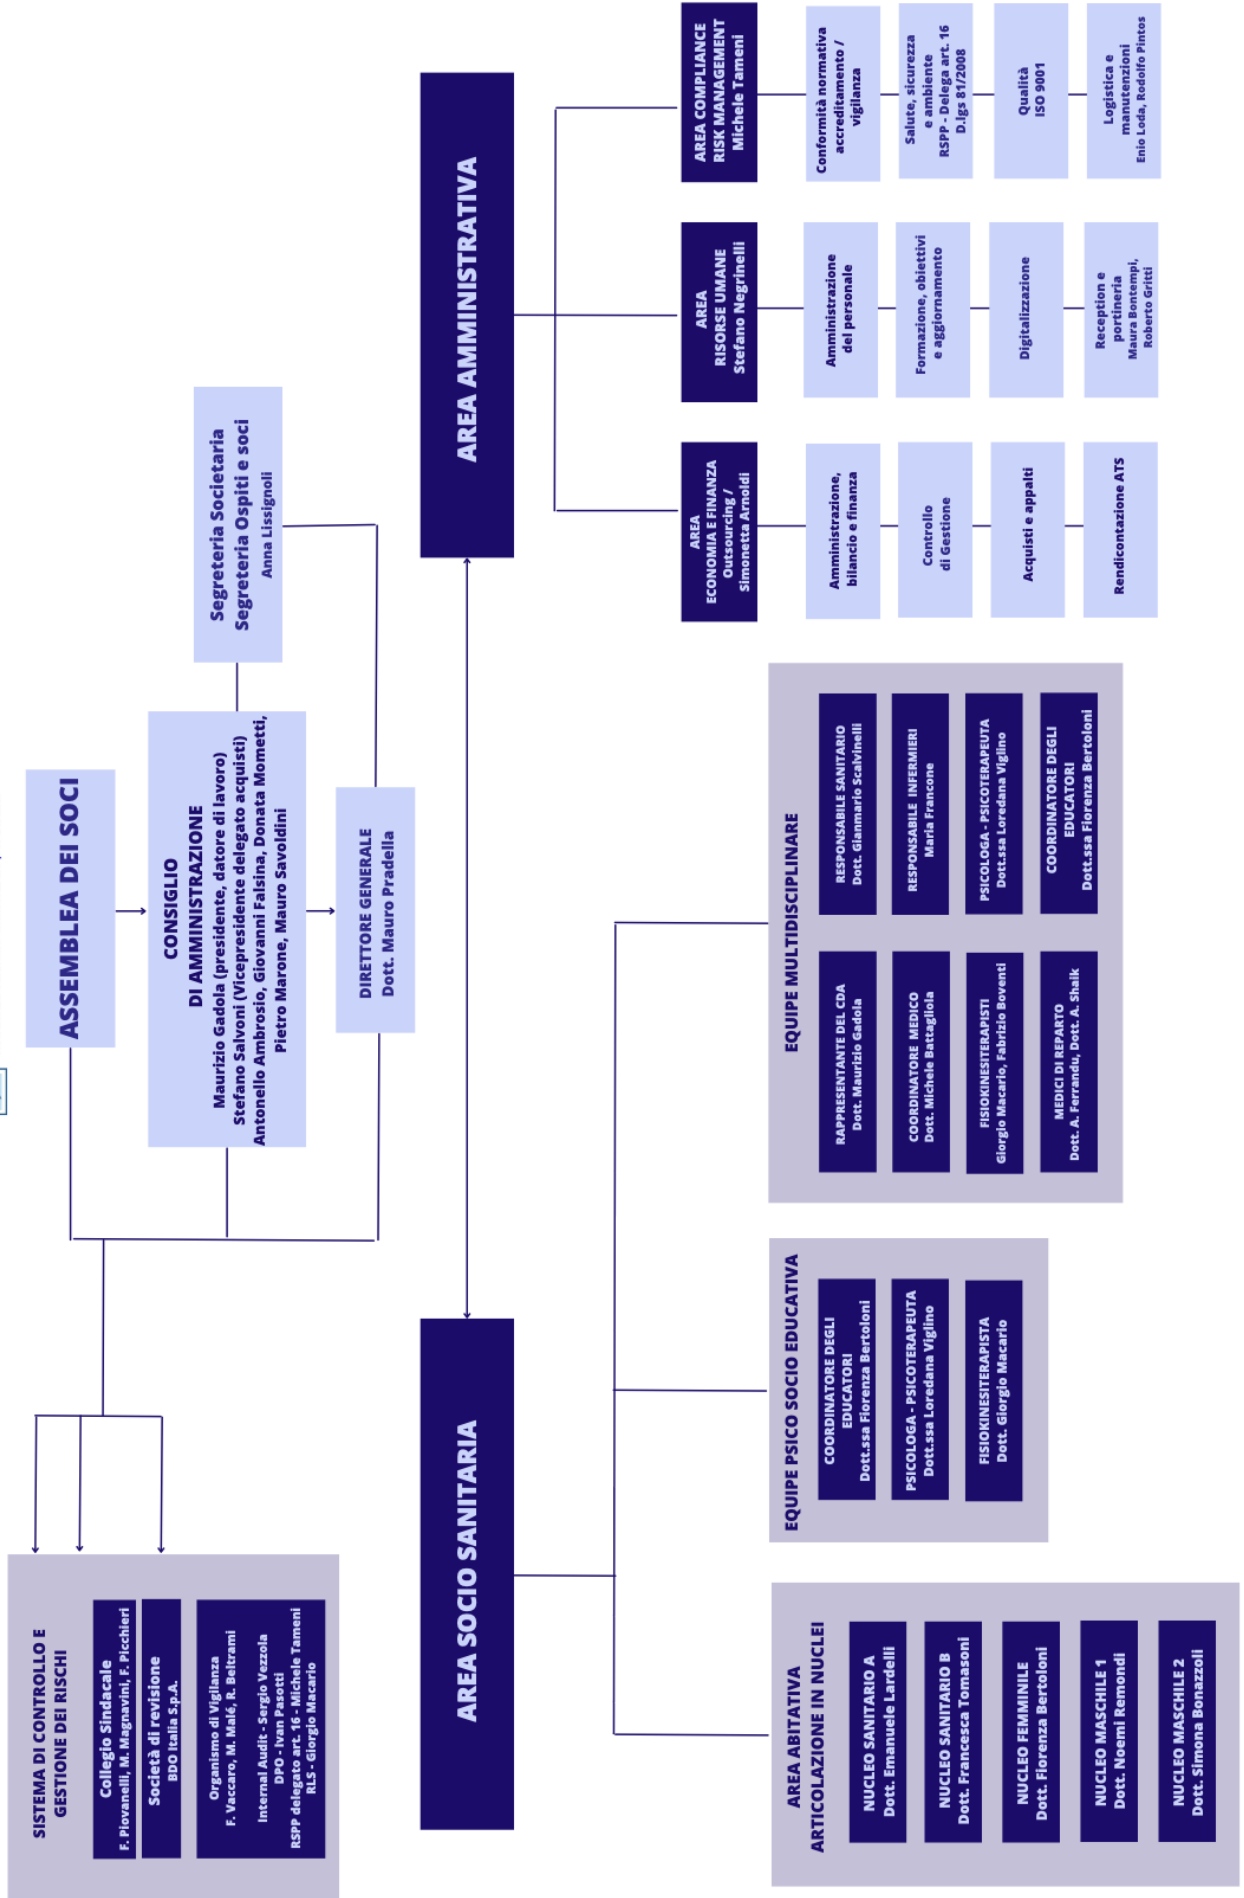 ASSEMBLEA DEI SOCI
CONSIGLIO
DI AMMINISTRAZIONE
Maurizio Gadola (presidente, datore di lavoro)
Stefano Salvoni (Vicepresidente delegato acquisti)
Antonello Ambrosio, Giovanni Falsina, Donata Mometti,
Pietro Marone, Mauro Savoldini
Segreteria Societaria
Segreteria Ospiti e soci
Anna Lissignoli
DIRETTORE GENERALE
Dott. Mauro Pradella
SISTEMA DI CONTROLLO E
GESTIONE DEI RISCHI
Collegio Sindacale
F. Piovanelli, M. Magnavini, F. Picchieri
Società di revisione
BDO Italia S.p.A.
Organismo di Vigilanza
F. Vaccaro, M. Malé, R. Beltrami
Internal Audit - Sergio Vezzola
DPO - Ivan Pasotti
RSPP delegato art. 16 - Michele Tameni
RLS - Giorgio Macario
AREA SOCIO SANITARIA
AREA AMMINISTRATIVA
AREA ABITATIVA
ARTICOLAZIONE IN NUCLEI
NUCLEO SANITARIO A
Dott. Emanuele Lardelli
NUCLEO SANITARIO B
Dott. Francesca Tomasoni
NUCLEO FEMMINILE
Dott. Fiorenza Bertoloni
NUCLEO MASCHILE 1
Dott. Noemi Remondi
NUCLEO MASCHILE 2
Dott. Simona Bonazzoli
EQUIPE PSICO SOCIO EDUCATIVA
COORDINATORE DEGLI
EDUCATORI
Dott.ssa Fiorenza Bertoloni
PSICOLOGA - PSICOTERAPEUTA
Dott.ssa Loredana Viglino
FISIOKINESITERAPISTA
Dott. Giorgio Macario
EQUIPE MULTIDISCIPLINARE
RAPPRESENTANTE DEL CDA
Dott. Maurizio Gadola
COORDINATORE MEDICO
Dott. Michele Battagliola
FISIOKINESITERAPISTI
Giorgio Macario, Fabrizio Boventi
MEDICI DI REPARTO
Dott. A. Ferrandu, Dott. A. Shaik
RESPONSABILE SANITARIO
Dott. Gianmario Scalvinelli
RESPONSABILE INFERMIERI
Maria Francone
PSICOLOGA - PSICOTERAPEUTA
Dott.ssa Loredana Viglino
COORDINATORE DEGLI
EDUCATORI
Dott.ssa Fiorenza Bertoloni
AREA
ECONOMIA E FINANZA
Outsourcing /
Simonetta Arnoldi
Amministrazione,
bilancio e finanza
Controllo
di Gestione
Acquisti e appalti
Rendicontazione ATS
AREA
RISORSE UMANE
Stefano Negrinelli
Amministrazione
del personale
Formazione, obiettivi
e aggiornamento
Digitalizzazione
Reception e
portineria
Maura Bontempi,
Roberto Gritti
AREA COMPLIANCE
RISK MANAGEMENT
Michele Tameni
Conformità normativa
accreditamento /
vigilanza
Salute, sicurezza
e ambiente
RSPP - Delega art. 16
D.lgs 81/2008
Qualità
ISO 9001
Logistica e
manutenzioni
Enio Loda, Rodolfo Pintos